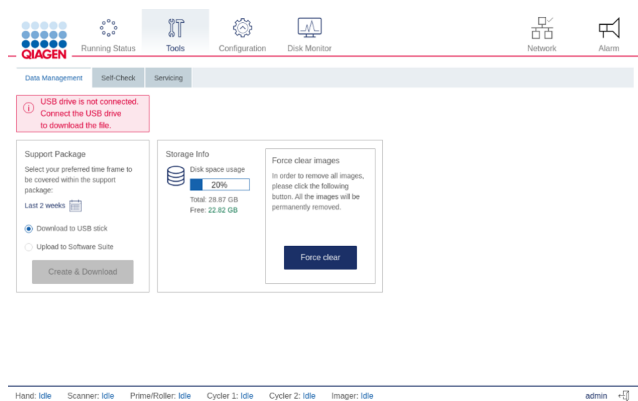 QIAGEN
Running Status
Tools
Configuration
Disk Monitor
Network
Alarm
Data Management
Self-Check
Servicing
USB drive is not connected.
Connect the USB drive
to download the file.
Support Package
Select your preferred time frame to
be covered within the support
package:
Last 2 weeks
Download to USB stick
Upload to Software Suite
Create & Download
Storage Info
Disk space usage
20%
Total: 28.87 GB
Free: 22.82 GB
Force clear images
In order to remove all images,
please click the following
button. All the images will be
permanently removed.
Force clear
Hand: Idle
Scanner: Idle
Prime/Roller: Idle
Cycler 1: Idle
Cycler 2: Idle
Imager: Idle
admin